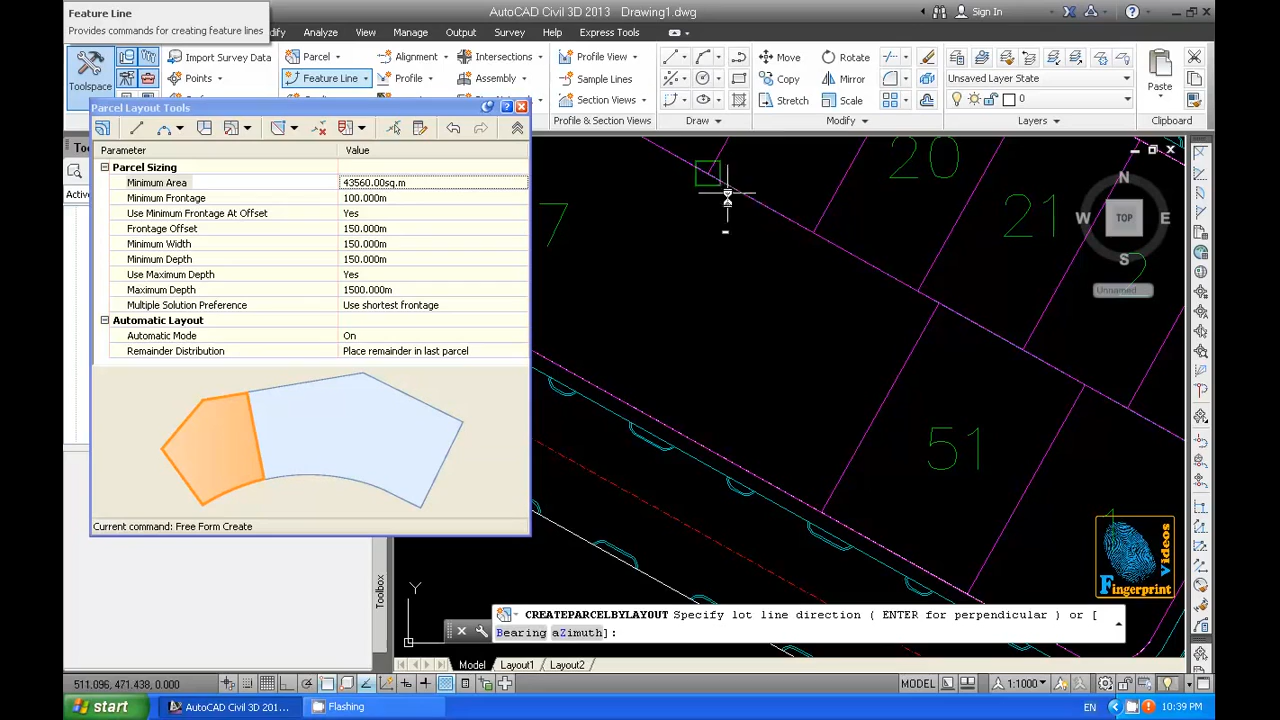 Feature Line
Provides commands for creating feature lines
AutoCAD Civil 3D 2013 Drawing1.dwg
Sign In
Analyze View Manage Output Survey Help Express Tools
Toolspace
Import Survey Data
Points
Parcel
Feature Line
Alignment
Profile
Intersections
Assembly
Profile View
Sample Lines
Section Views
Profile & Section Views
Draw
Move
Copy
Stretch
Rotate
Mirror
Scale
Modify
Unsaved Layer State
0
Layers
Paste
Clipboard
Parcel Layout Tools
Parameter Value
Parcel Sizing
Minimum Area 43560.00sq.m
Minimum Frontage 100.000m
Use Minimum Frontage At Offset Yes
Frontage Offset 150.000m
Minimum Width 150.000m
Minimum Depth 150.000m
Use Maximum Depth Yes
Maximum Depth 1500.000m
Multiple Solution Preference Use shortest frontage
Automatic Layout
Automatic Mode On
Remainder Distribution Place remainder in last parcel
Current command: Free Form Create
Toolbox
7
20
21
2
51
1
N
W TOP E
S
Unnamed
Fingerprint
Videos
Y
CREATEPARCELBYLAYOUT Specify lot line direction ( ENTER for perpendicular ) or [
Bearing aZimuth]:
Model Layout1 Layout2
511.096, 471.438, 0.000
MODEL
1:1000
start
AutoCAD Civil 3D 2013 ...
Flashing
EN
10:39 PM